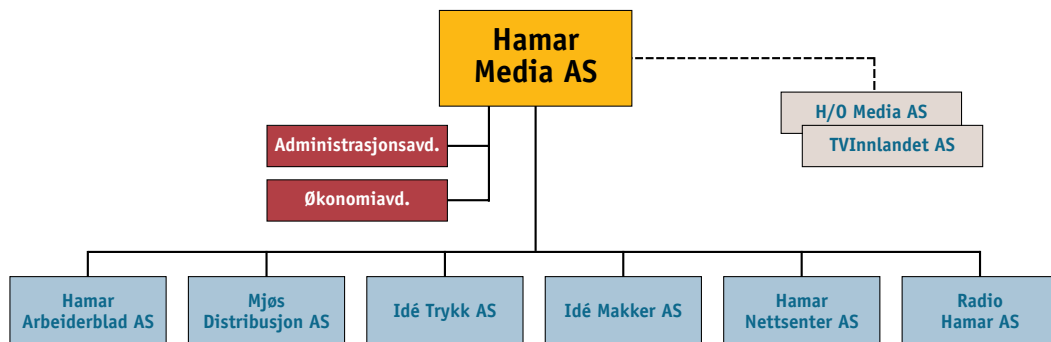 Hamar
Media AS
H/O Media AS
TVInnlandet AS
Administrasjonsavd.
Økonomiavd.
Hamar
Arbeiderblad AS
Mjøs
Distribusjon AS
Idé Trykk AS
Idé Makker AS
Hamar
Nettsenter AS
Radio
Hamar AS